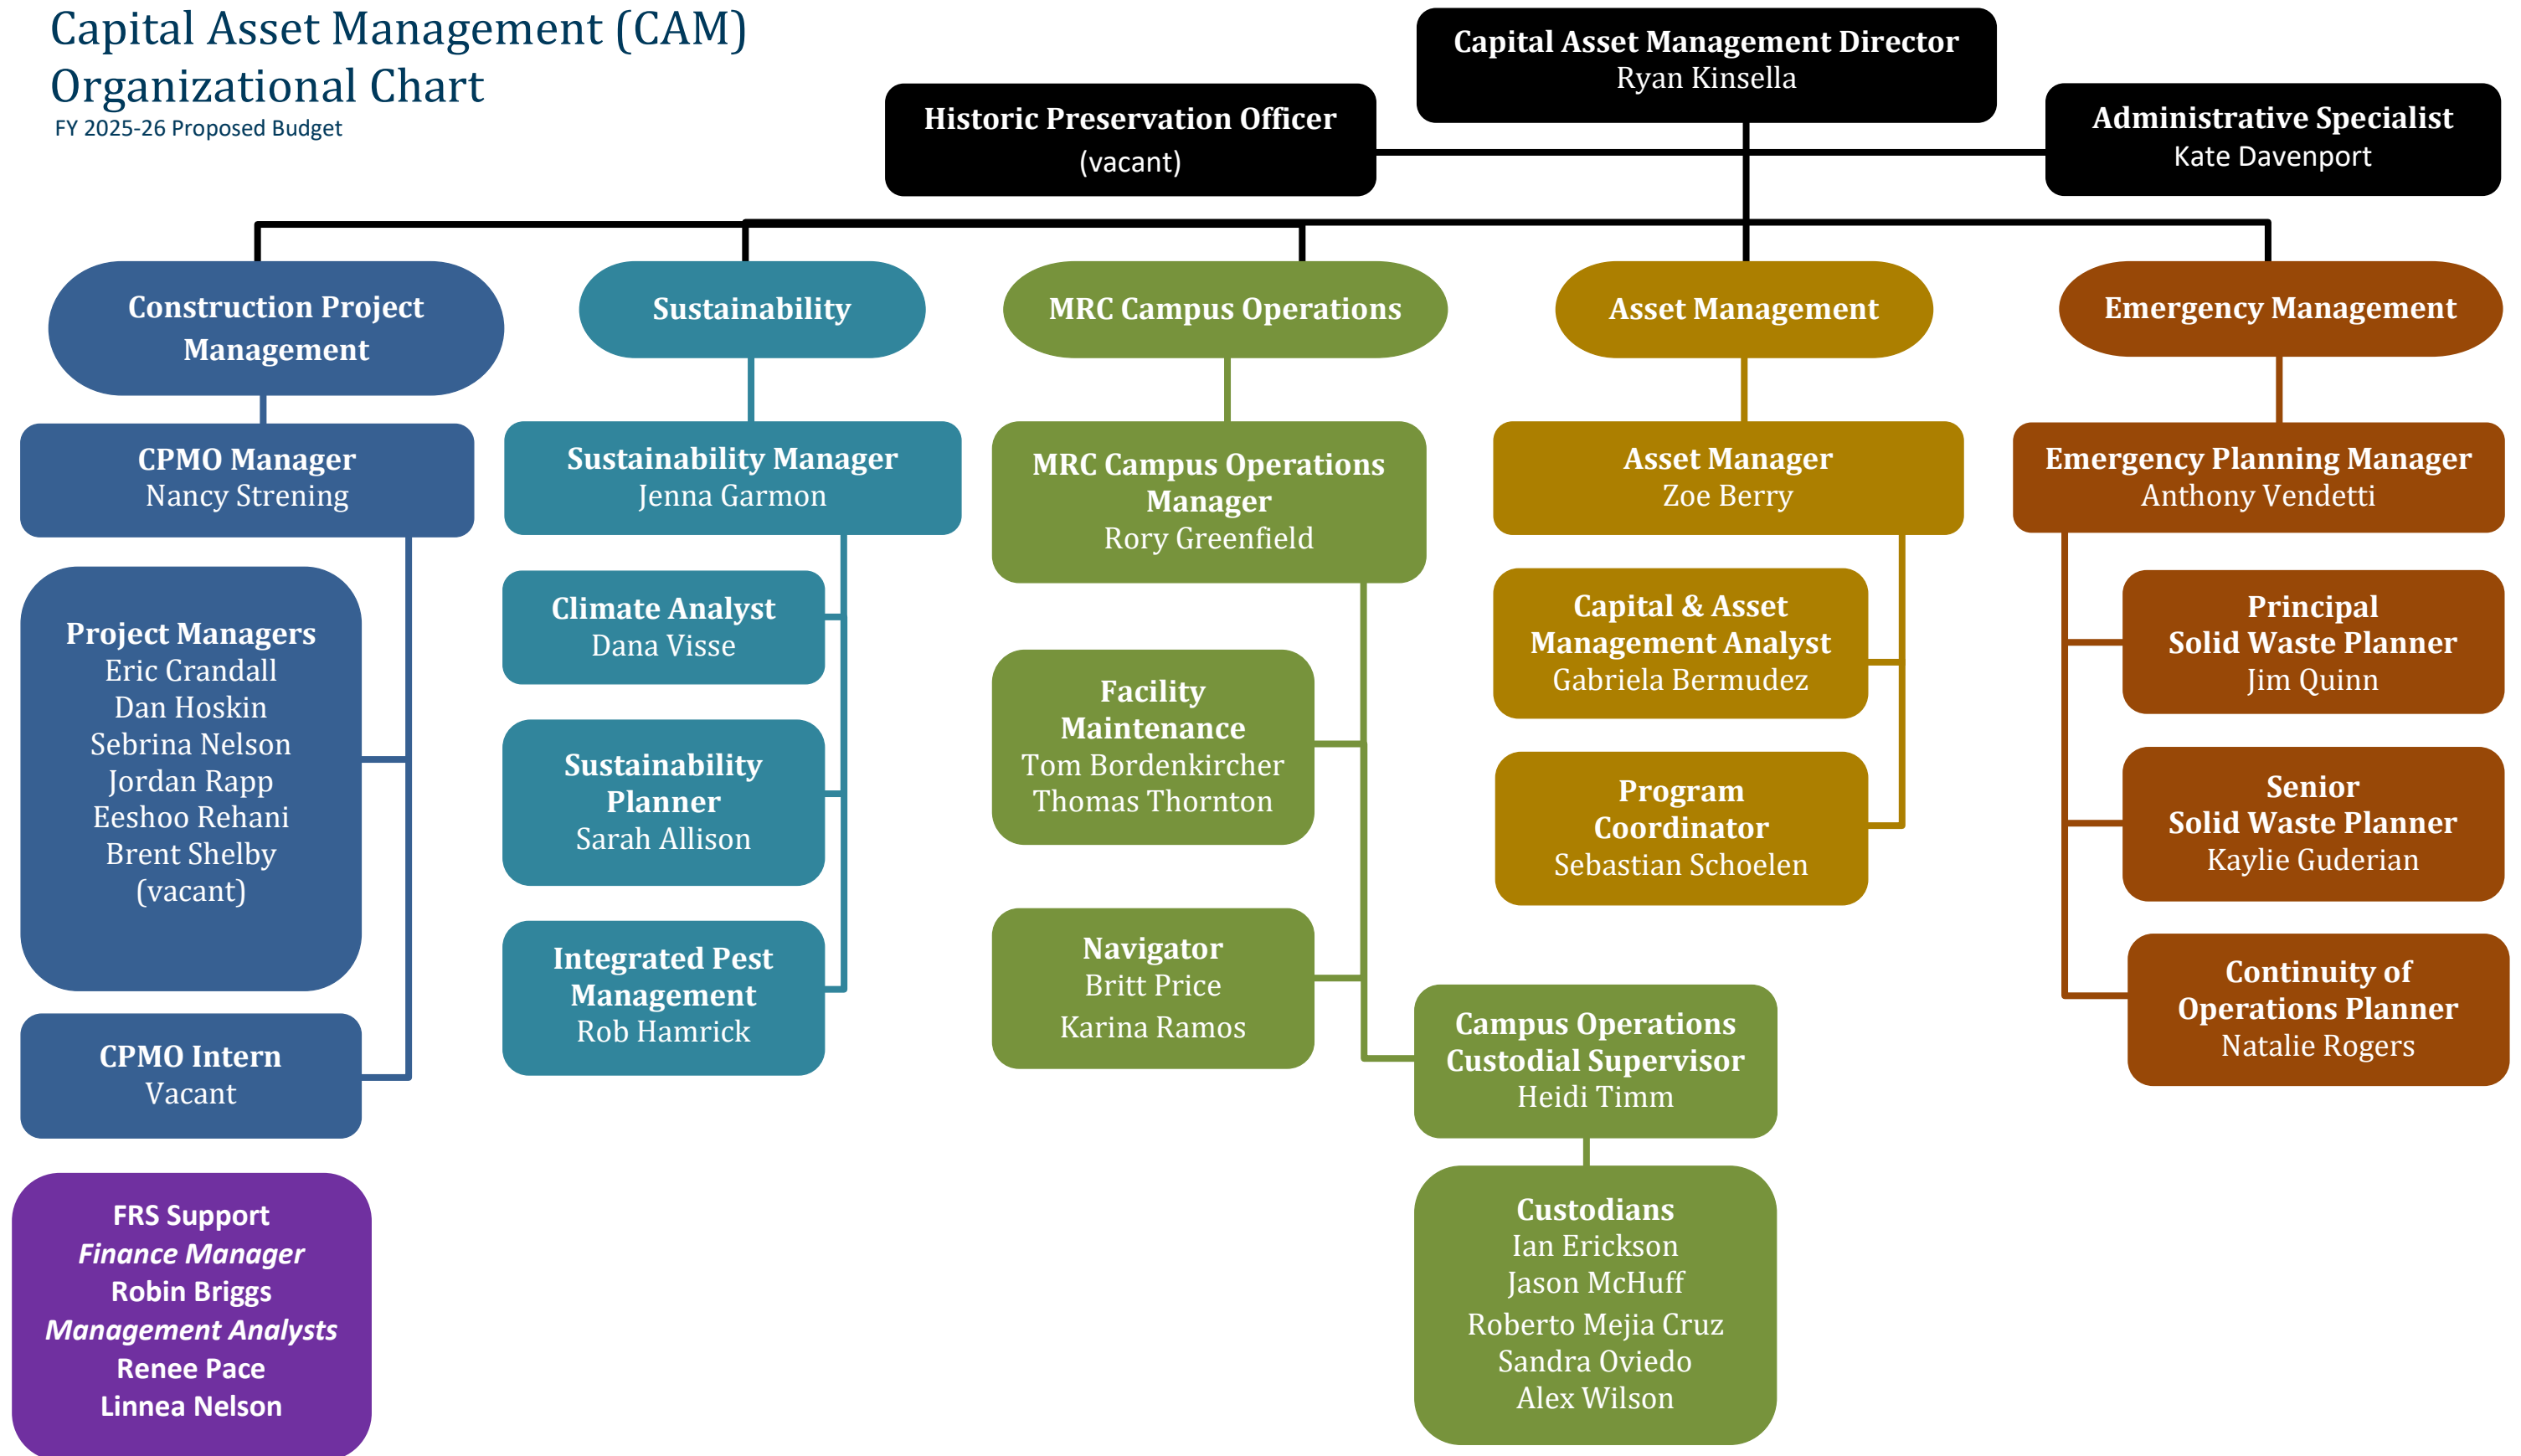 Capital Asset Management (CAM)
Organizational Chart
FY 2025-26 Proposed Budget
Capital Asset Management Director
Ryan Kinsella
Historic Preservation Officer
(vacant)
Administrative Specialist
Kate Davenport
Construction Project
Management
CPMO Manager
Nancy Strening
Project Managers
Eric Crandall
Dan Hoskin
Sebrina Nelson
Jordan Rapp
Eeshoo Rehani
Brent Shelby
(vacant)
CPMO Intern
Vacant
FRS Support
Finance Manager
Robin Briggs
Management Analysts
Renee Pace
Linnea Nelson
Sustainability
Sustainability Manager
Jenna Garmon
Climate Analyst
Dana Visse
Sustainability
Planner
Sarah Allison
Integrated Pest
Management
Rob Hamrick
MRC Campus Operations
MRC Campus Operations
Manager
Rory Greenfield
Facility
Maintenance
Tom Bordenkircher
Thomas Thornton
Navigator
Britt Price
Karina Ramos
Campus Operations
Custodial Supervisor
Heidi Timm
Custodians
Ian Erickson
Jason McHuff
Roberto Mejia Cruz
Sandra Oviedo
Alex Wilson
Asset Management
Asset Manager
Zoe Berry
Capital & Asset
Management Analyst
Gabriela Bermudez
Program
Coordinator
Sebastian Schoelen
Emergency Management
Emergency Planning Manager
Anthony Vendetti
Principal
Solid Waste Planner
Jim Quinn
Senior
Solid Waste Planner
Kaylie Guderian
Continuity of
Operations Planner
Natalie Rogers